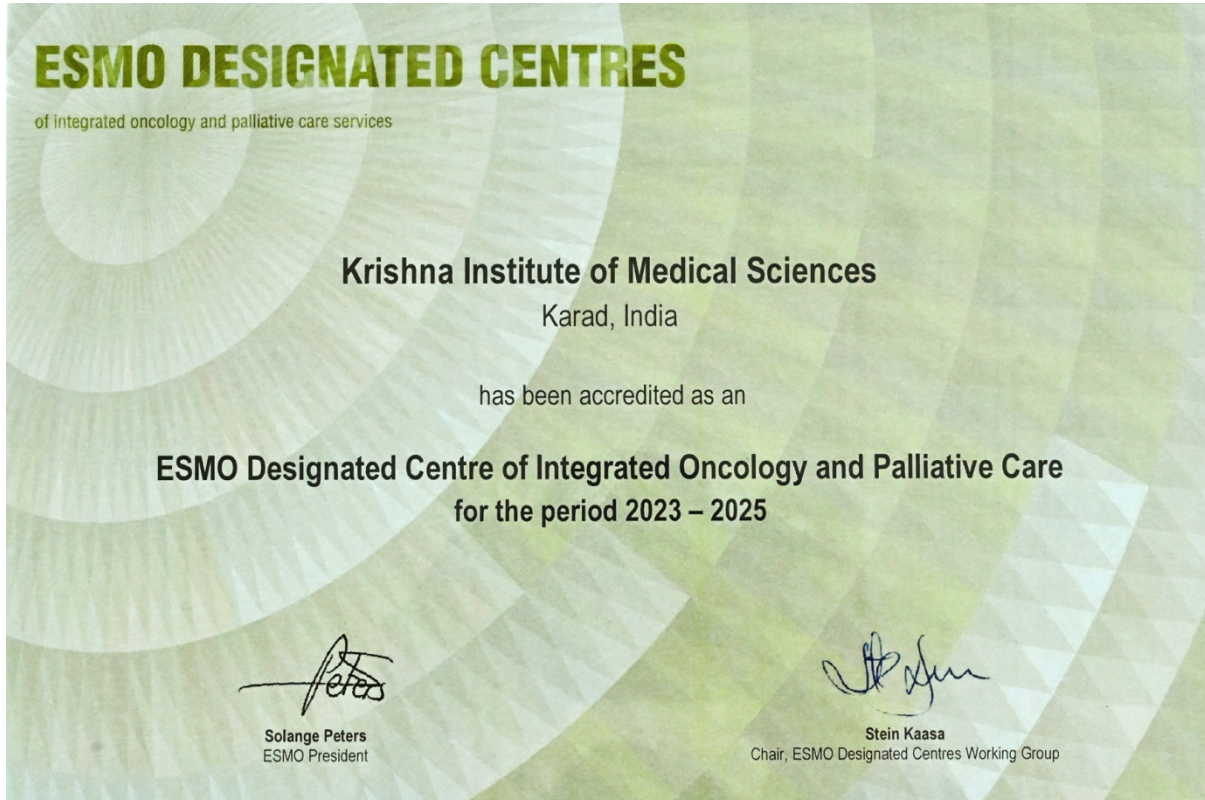 ESMO DESIGNATED CENTRES
of integrated oncology and palliative care services
Krishna Institute of Medical Sciences
Karad, India
has been accredited as an
ESMO Designated Centre of Integrated Oncology and Palliative Care
for the period 2023 – 2025
Peters
Solange Peters
ESMO President
Stein Kaasa
Chair, ESMO Designated Centres Working Group